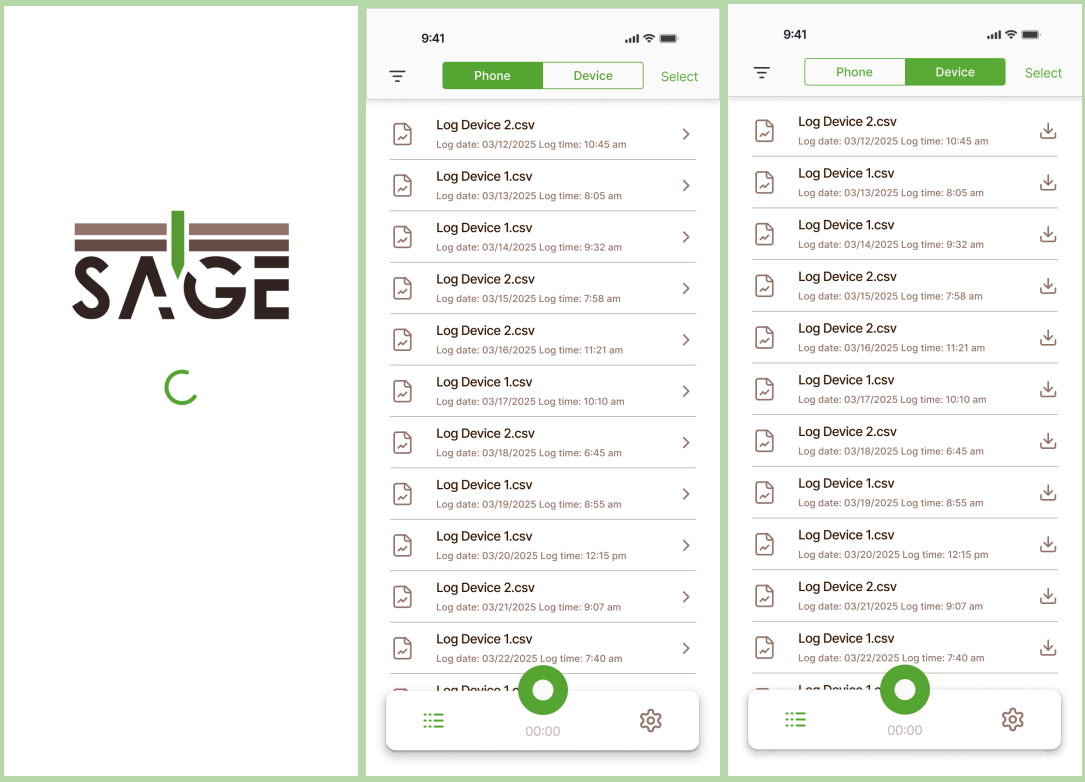 SAGE
9:41
Phone Device Select
Log Device 2.csv
Log date: 03/12/2025 Log time: 10:45 am
Log Device 1.csv
Log date: 03/13/2025 Log time: 8:05 am
Log Device 1.csv
Log date: 03/14/2025 Log time: 9:32 am
Log Device 2.csv
Log date: 03/15/2025 Log time: 7:58 am
Log Device 2.csv
Log date: 03/16/2025 Log time: 11:21 am
Log Device 1.csv
Log date: 03/17/2025 Log time: 10:10 am
Log Device 2.csv
Log date: 03/18/2025 Log time: 6:45 am
Log Device 1.csv
Log date: 03/19/2025 Log time: 8:55 am
Log Device 1.csv
Log date: 03/20/2025 Log time: 12:15 pm
Log Device 2.csv
Log date: 03/21/2025 Log time: 9:07 am
Log Device 1.csv
Log date: 03/22/2025 Log time: 7:40 am
Log Device 1
00:00
9:41
Phone Device Select
Log Device 2.csv
Log date: 03/12/2025 Log time: 10:45 am
Log Device 1.csv
Log date: 03/13/2025 Log time: 8:05 am
Log Device 1.csv
Log date: 03/14/2025 Log time: 9:32 am
Log Device 2.csv
Log date: 03/15/2025 Log time: 7:58 am
Log Device 2.csv
Log date: 03/16/2025 Log time: 11:21 am
Log Device 1.csv
Log date: 03/17/2025 Log time: 10:10 am
Log Device 2.csv
Log date: 03/18/2025 Log time: 6:45 am
Log Device 1.csv
Log date: 03/19/2025 Log time: 8:55 am
Log Device 1.csv
Log date: 03/20/2025 Log time: 12:15 pm
Log Device 2.csv
Log date: 03/21/2025 Log time: 9:07 am
Log Device 1.csv
Log date: 03/22/2025 Log time: 7:40 am
Log Device 1
00:00